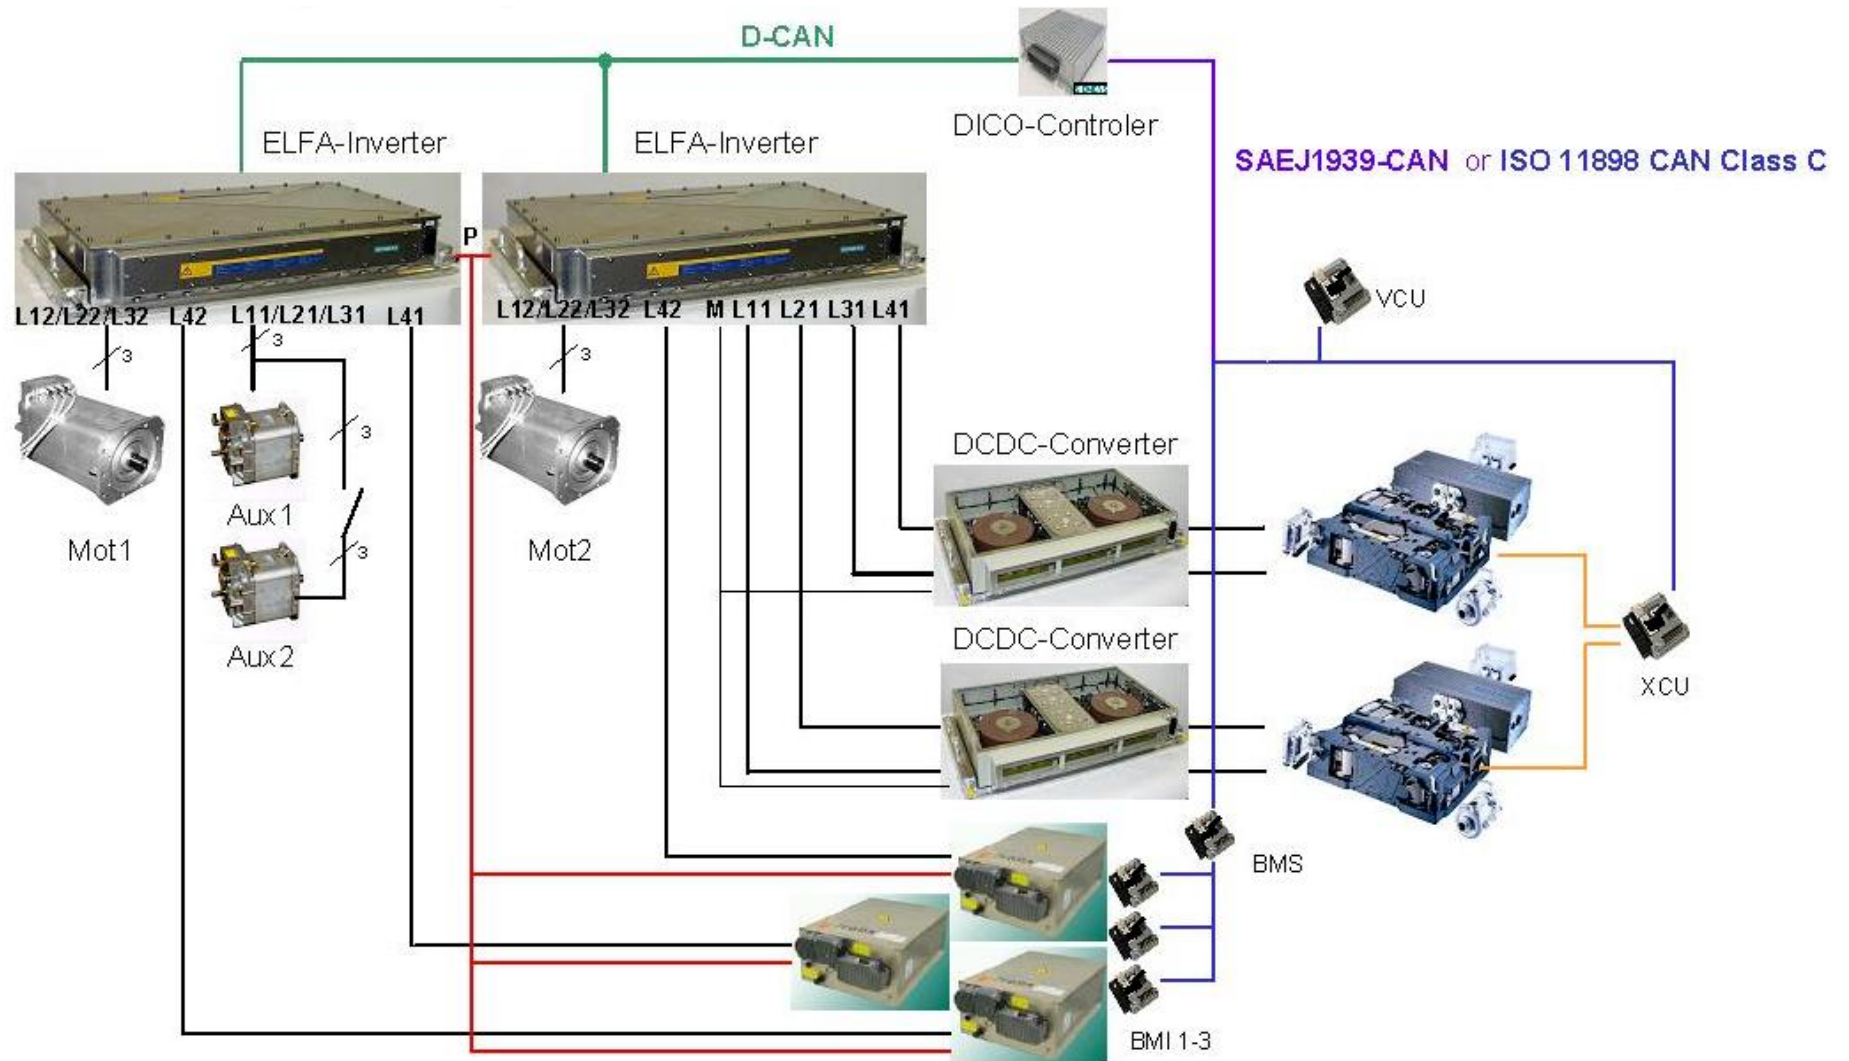 D-CAN
DICO-Controler
ELFA-Inverter
ELFA-Inverter
SAEJ1939-CAN or ISO 11898 CAN Class C
P
SIEMENS
VCU
L12/L22/L32 L42 L11/L21/L31 L41
L12/L22/L32 L42 M L11 L21 L31 L41
3
3
3
3
3
DCDC-Converter
Aux1
Mot1
Mot2
Aux2
DCDC-Converter
XCU
BMS
BMI 1-3